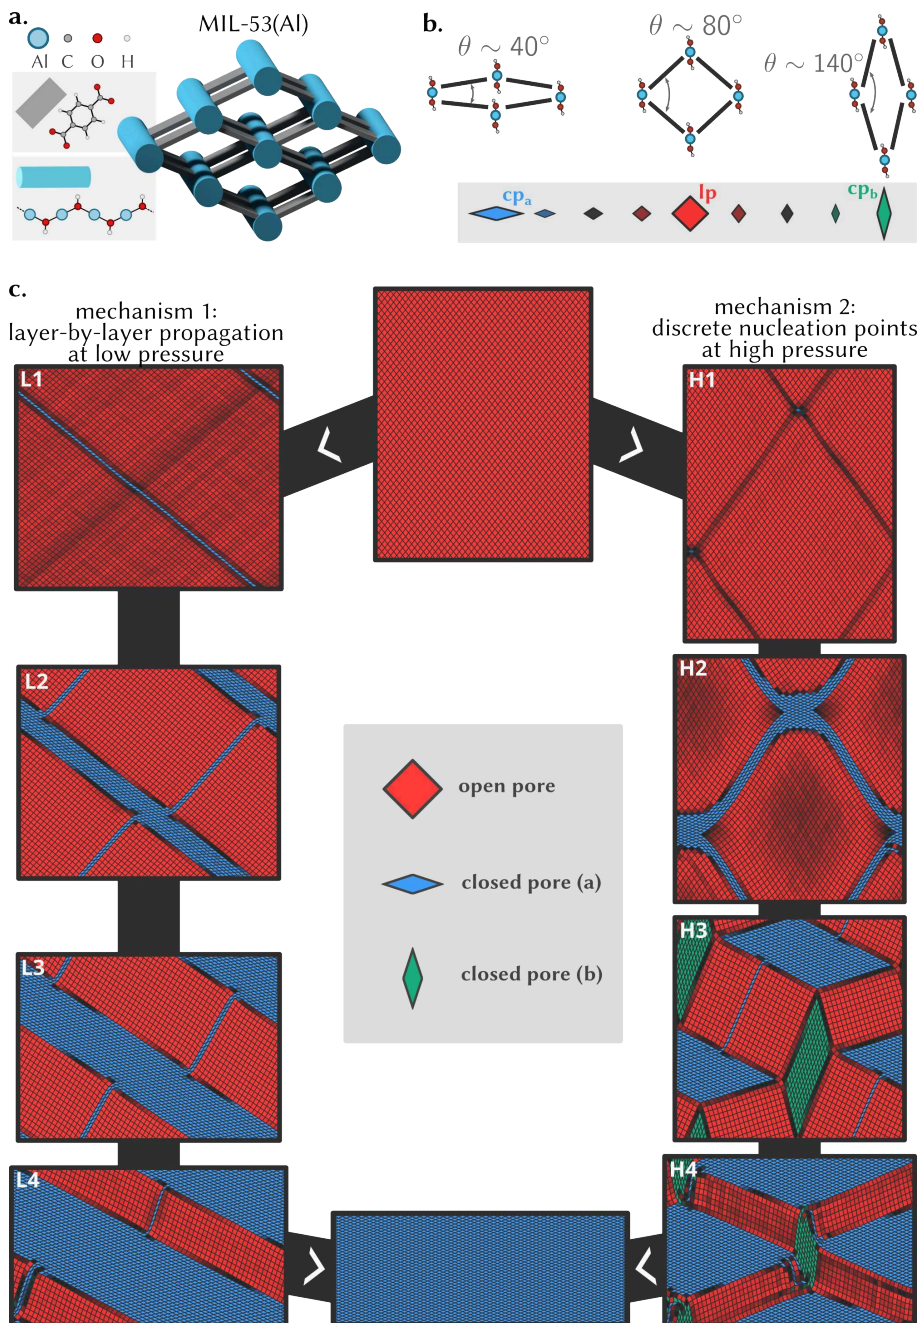 a.
MIL-53(Al)
Al C O H
b.
θ ∼ 40°
θ ∼ 80°
θ ∼ 140°
cpa
lp
cpb
c.
mechanism 1:
layer-by-layer propagation
at low pressure
mechanism 2:
discrete nucleation points
at high pressure
L1
H1
L2
H2
open pore
closed pore (a)
closed pore (b)
L3
H3
L4
H4